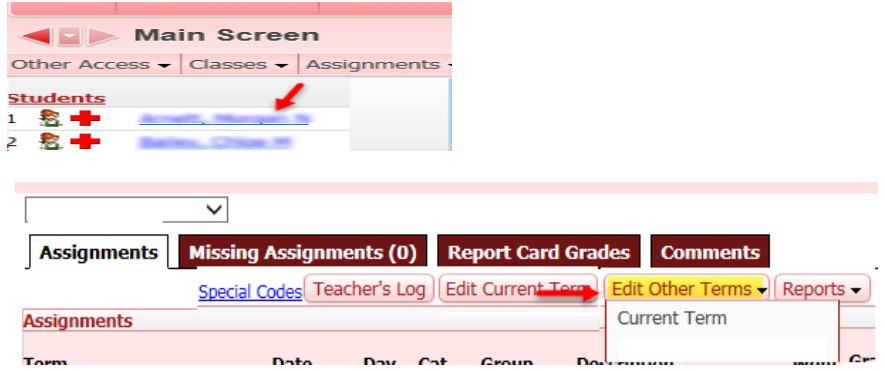 Main Screen
Other Access Classes Assignments
Students
1
2
Assignments Missing Assignments (0) Report Card Grades Comments
Special Codes Teacher's Log Edit Current Term Edit Other Terms Reports
Assignments
Current Term
Term Date Day Cat Group Description